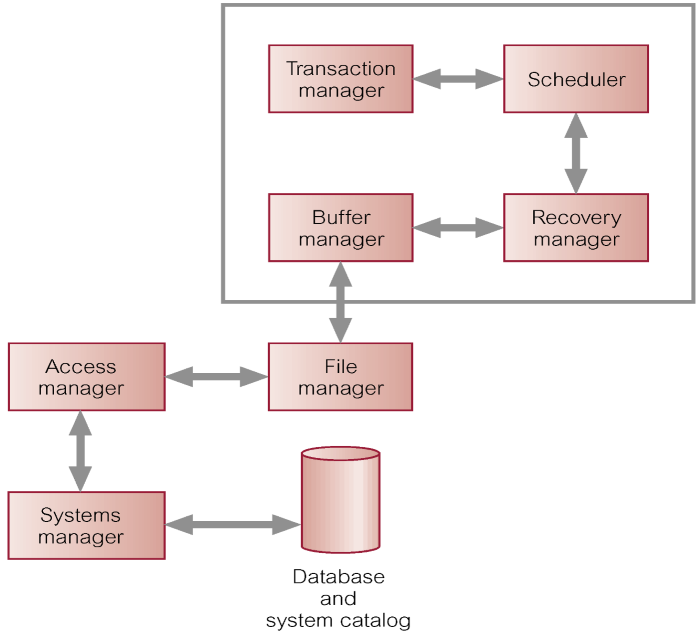 Transaction
manager
Scheduler
Buffer
manager
Recovery
manager
Access
manager
File
manager
Systems
manager
Database
and
system catalog